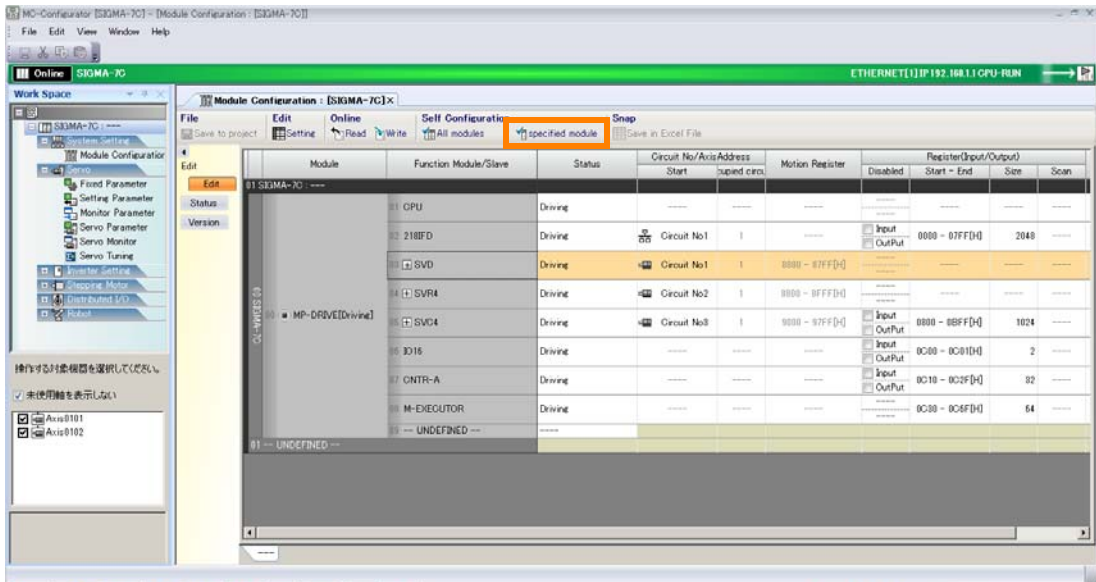 MC-Configurator [SIGMA-7C] - [Module Configuration : [SIGMA-7C]]
File Edit View Window Help
Online SIGMA-7C ETHERNET[1] IP192.168.1.1 CPU-RUN
Work Space
SIGMA-7C : ----
System Setting
Module Configuration
Servo
Fixed Parameter
Setting Parameter
Monitor Parameter
Servo Parameter
Servo Monitor
Servo Tuning
Inverter Setting
Stepping Motor
Distributed I/O
Robot
操作する対象機器を選択してください。
未使用軸を表示しない
Axis0101
Axis0102
Module Configuration : [SIGMA-7C] ×
File Edit Online Self Configuration Snap
Save to project Setting Read Write All modules specified module Save in Excel File
Edit
Edit
Status
Version
Module Function Module/Slave Status Circuit No/AxisAddress Motion Register Register(Input/Output)
Start cupied circu Disabled Start - End Size Scan
01 SIGMA-7C : ----
00 SIGMA-7C
00 MP-DRIVE[Driving]
01 CPU Driving ---- ---- ---- ---- ---- ---- ----
02 218IFD Driving Circuit No1 1 ---- Input OutPut 0000 - 07FF[H] 2048 ----
03 SVD Driving Circuit No1 1 8000 - 87FF[H] ---- ---- ---- ----
04 SVR4 Driving Circuit No2 1 8800 - 8FFF[H] ---- ---- ---- ----
05 SVC4 Driving Circuit No3 1 9000 - 97FF[H] Input OutPut 0800 - 0BFF[H] 1024 ----
06 IO16 Driving ---- ---- ---- Input OutPut 0C00 - 0C01[H] 2 ----
07 CNTR-A Driving ---- ---- ---- Input OutPut 0C10 - 0C2F[H] 32 ----
08 M-EXECUTOR Driving ---- ---- ---- ---- 0C30 - 0C6F[H] 64 ----
09 -- UNDEFINED -- ----
01 -- UNDEFINED --
----